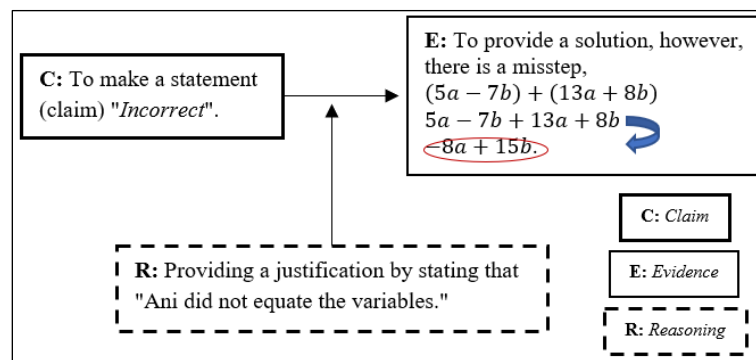 C: To make a statement
(claim) "Incorrect".
E: To provide a solution, however,
there is a misstep,
(5a − 7b) + (13a + 8b)
5a − 7b + 13a + 8b
−8a + 15b.
R: Providing a justification by stating that
"Ani did not equate the variables."
C: Claim
E: Evidence
R: Reasoning